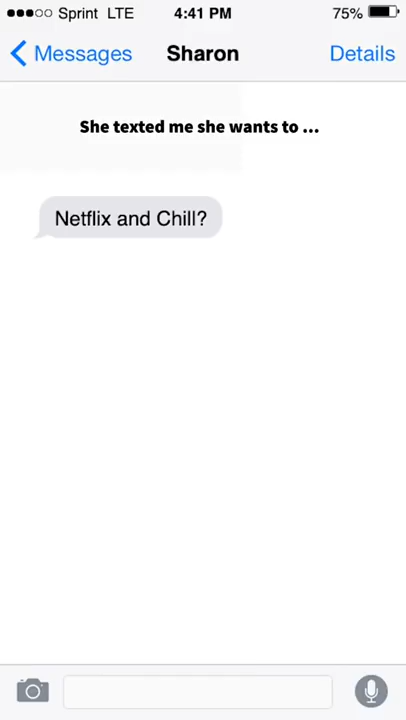 Sprint LTE 4:41 PM 75%
Messages Sharon Details
She texted me she wants to ...
Netflix and Chill?